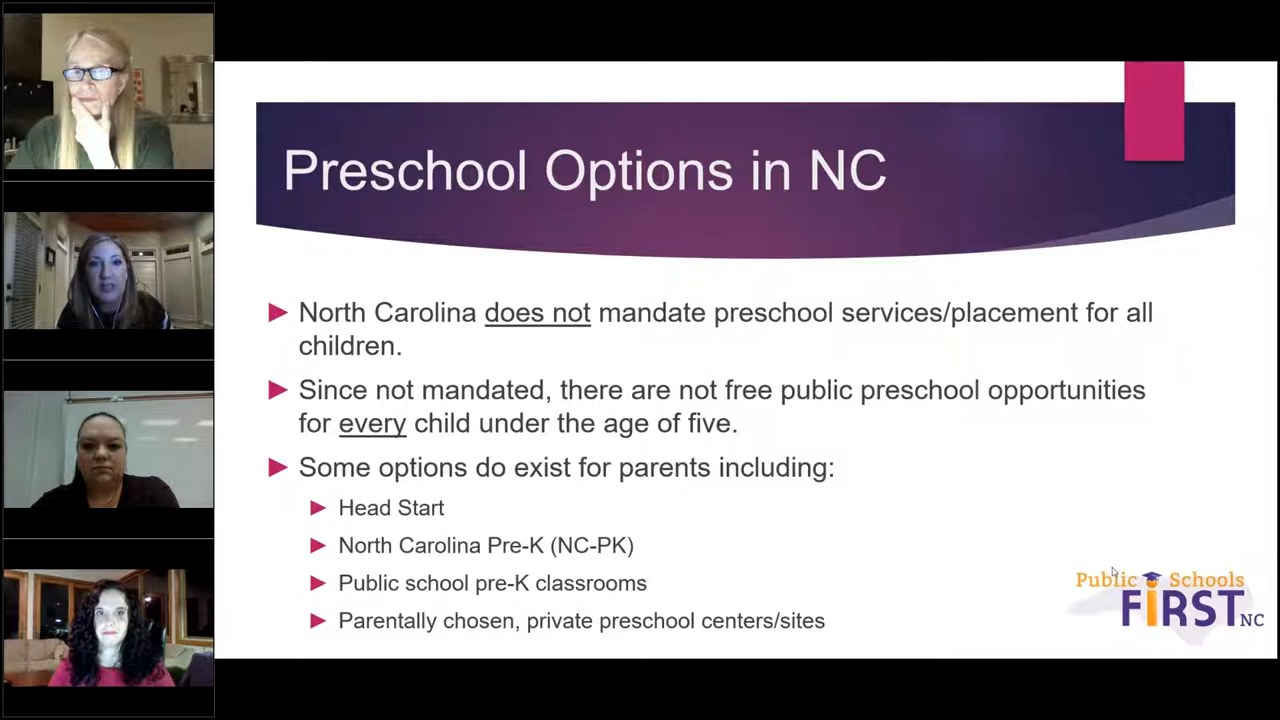 Preschool Options in NC
North Carolina does not mandate preschool services/placement for all
children.
Since not mandated, there are not free public preschool opportunities
for every child under the age of five.
Some options do exist for parents including:
Head Start
North Carolina Pre-K (NC-PK)
Public school pre-K classrooms
Parentally chosen, private preschool centers/sites
Public Schools
FiRST NC